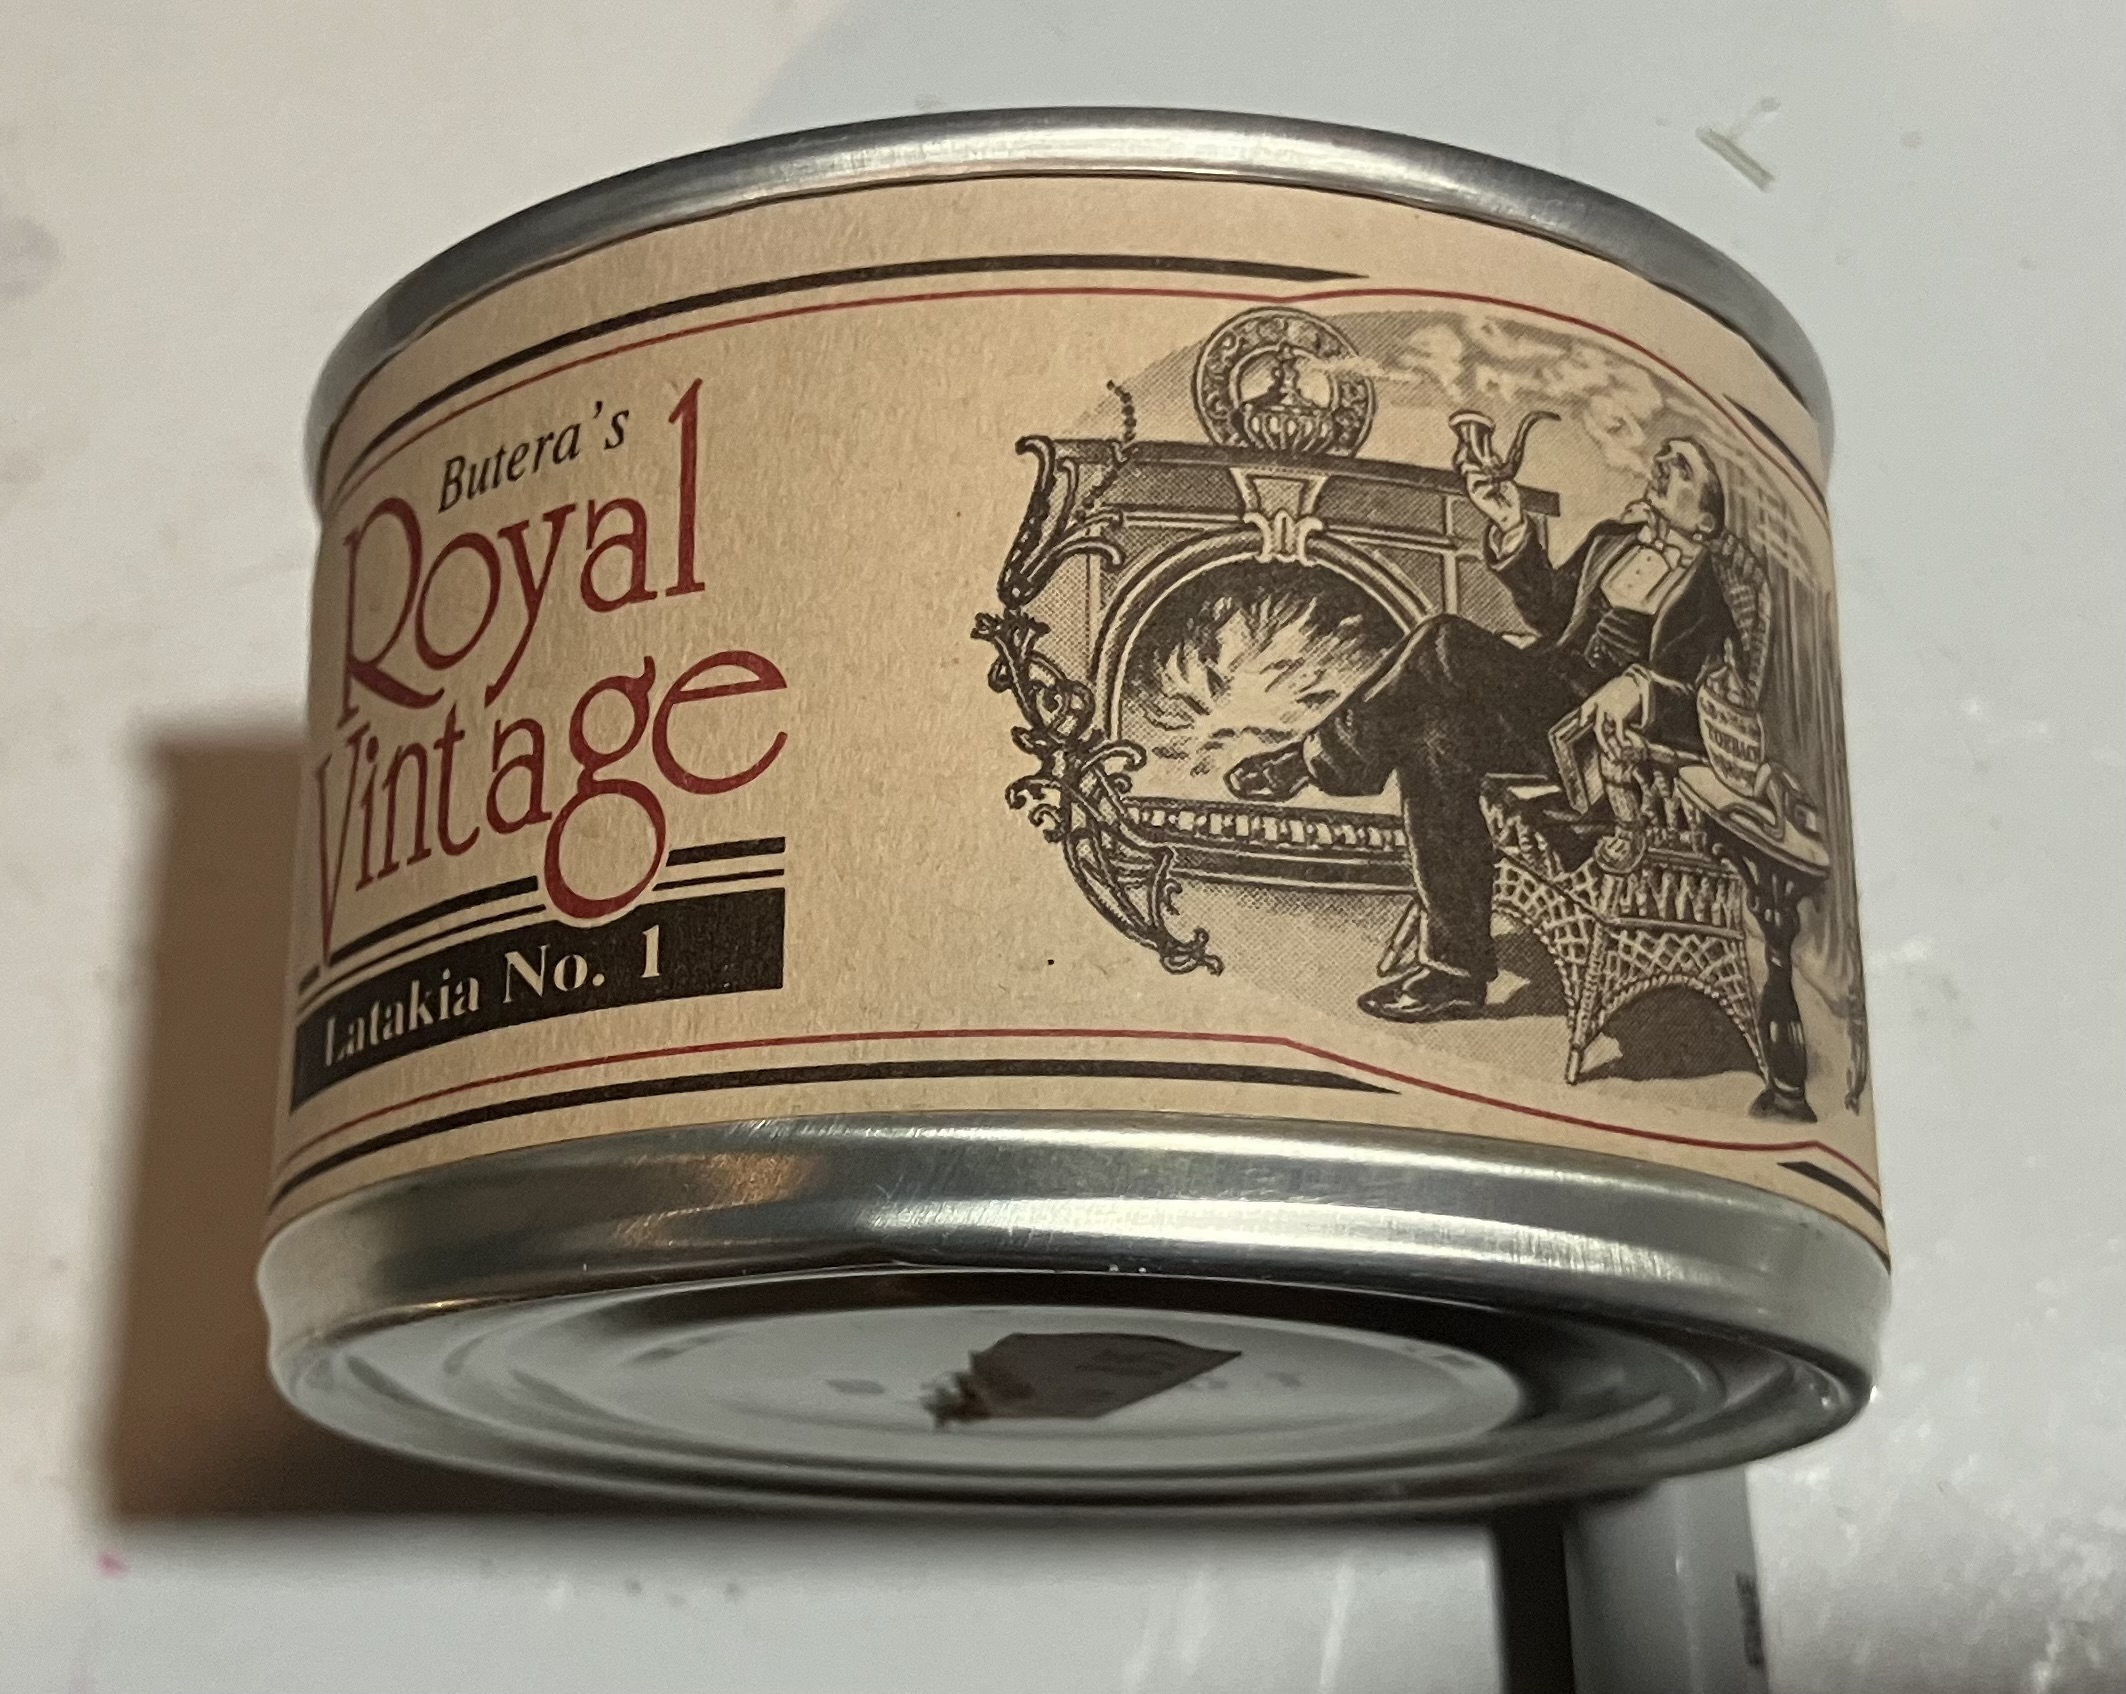 Butera's
Royal
Vintage
Latakia No. 1